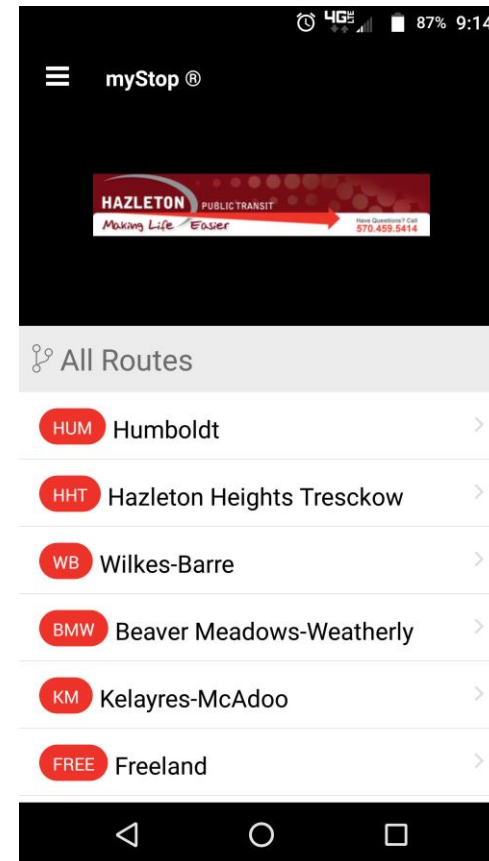 4GE 87% 9:14
myStop ®
HAZLETON PUBLIC TRANSIT
Making Life Easier
Have Questions? Call
570.459.5414
All Routes
HUM Humboldt
HHT Hazleton Heights Tresckow
WB Wilkes-Barre
BMW Beaver Meadows-Weatherly
KM Kelayres-McAdoo
FREE Freeland